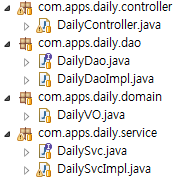 com.apps.daily.controller
DailyController.java
com.apps.daily.dao
DailyDao.java
DailyDaoImpl.java
com.apps.daily.domain
DailyVO.java
com.apps.daily.service
DailySvc.java
DailySvcImpl.java